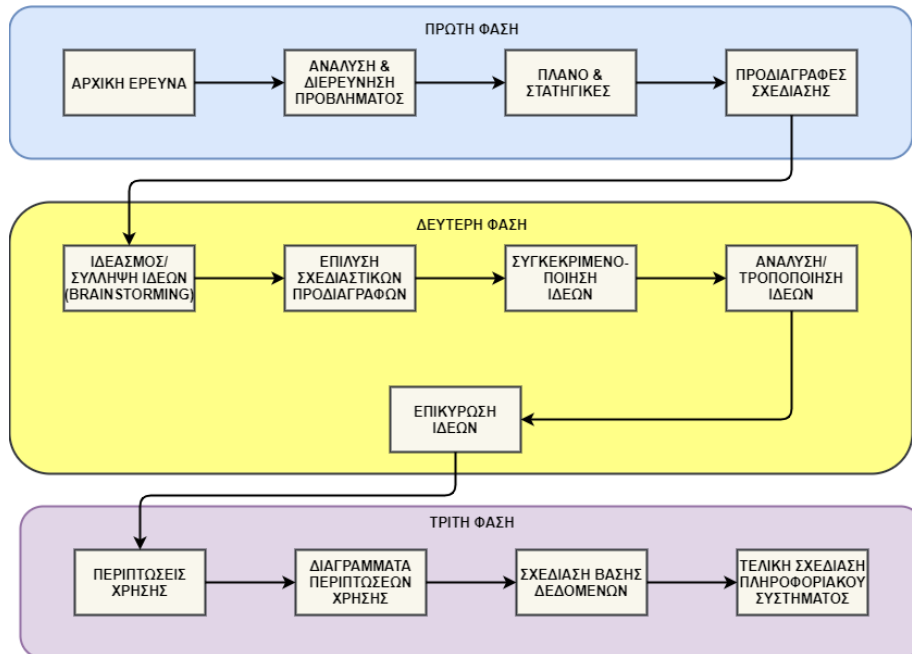 ΠΡΩΤΗ ΦΑΣΗ
ΑΡΧΙΚΗ ΕΡΕΥΝΑ
ΑΝΑΛΥΣΗ &
ΔΙΕΡΕΥΝΗΣΗ
ΠΡΟΒΛΗΜΑΤΟΣ
ΠΛΑΝΟ &
ΣΤΑΤΗΓΙΚΕΣ
ΠΡΟΔΙΑΓΡΑΦΕΣ
ΣΧΕΔΙΑΣΗΣ
ΔΕΥΤΕΡΗ ΦΑΣΗ
ΙΔΕΑΣΜΟΣ/
ΣΥΛΛΗΨΗ ΙΔΕΩΝ
(BRAINSTORMING)
ΕΠΙΛΥΣΗ
ΣΧΕΔΙΑΣΤΙΚΩΝ
ΠΡΟΔΙΑΓΡΑΦΩΝ
ΣΥΓΚΕΚΡΙΜΕΝΟ-
ΠΟΙΗΣΗ
ΙΔΕΩΝ
ΑΝΑΛΥΣΗ/
ΤΡΟΠΟΠΟΙΗΣΗ
ΙΔΕΩΝ
ΕΠΙΚΥΡΩΣΗ
ΙΔΕΩΝ
ΤΡΙΤΗ ΦΑΣΗ
ΠΕΡΙΠΤΩΣΕΙΣ
ΧΡΗΣΗΣ
ΔΙΑΓΡΑΜΜΑΤΑ
ΠΕΡΙΠΤΩΣΕΩΝ
ΧΡΗΣΗΣ
ΣΧΕΔΙΑΣΗ ΒΑΣΗΣ
ΔΕΔΟΜΕΝΩΝ
ΤΕΛΙΚΗ ΣΧΕΔΙΑΣΗ
ΠΛΗΡΟΦΟΡΙΑΚΟΥ
ΣΥΣΤΗΜΑΤΟΣ